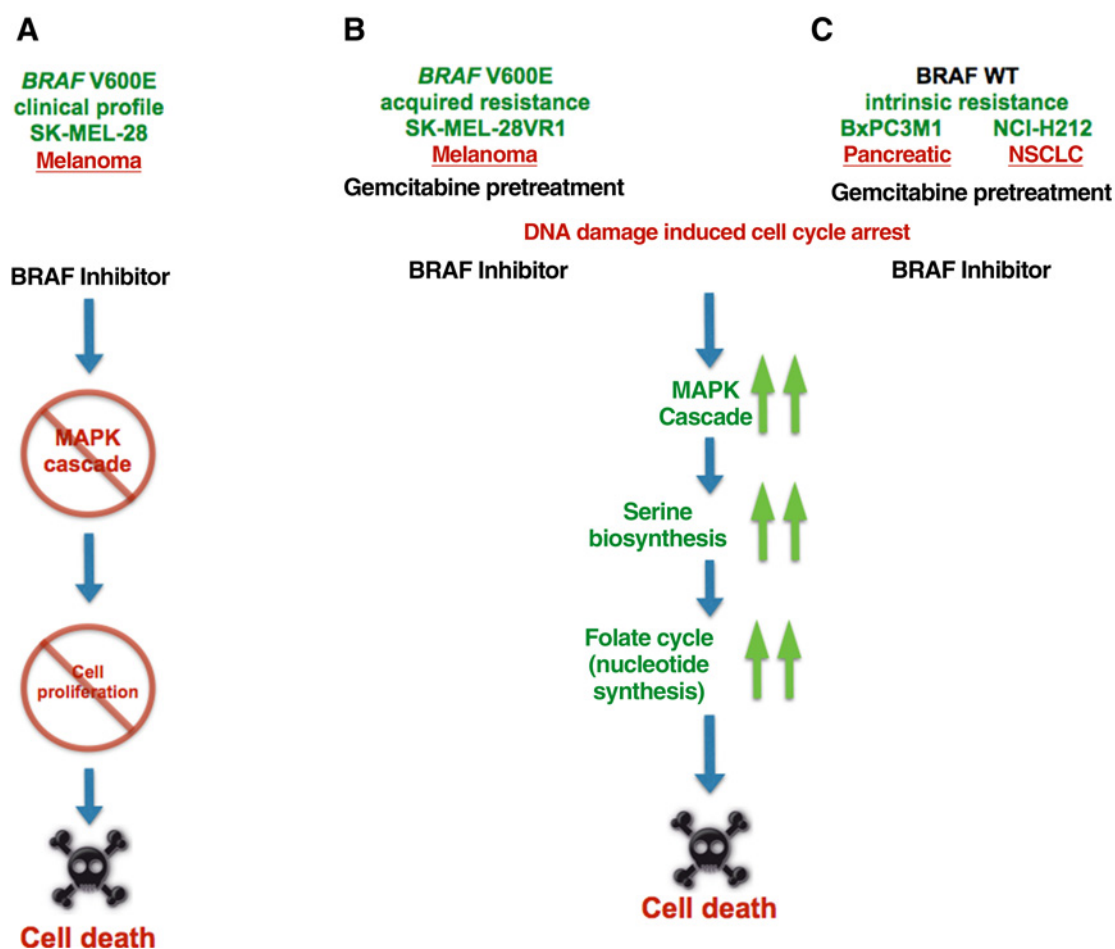 A
BRAF V600E
clinical profile
SK-MEL-28
Melanoma
BRAF Inhibitor
MAPK
cascade
Cell
proliferation
Cell death
B
BRAF V600E
acquired resistance
SK-MEL-28VR1
Melanoma
Gemcitabine pretreatment
C
BRAF WT
intrinsic resistance
BxPC3M1 NCI-H212
Pancreatic NSCLC
Gemcitabine pretreatment
DNA damage induced cell cycle arrest
BRAF Inhibitor
BRAF Inhibitor
MAPK
Cascade
Serine
biosynthesis
Folate cycle
(nucleotide
synthesis)
Cell death